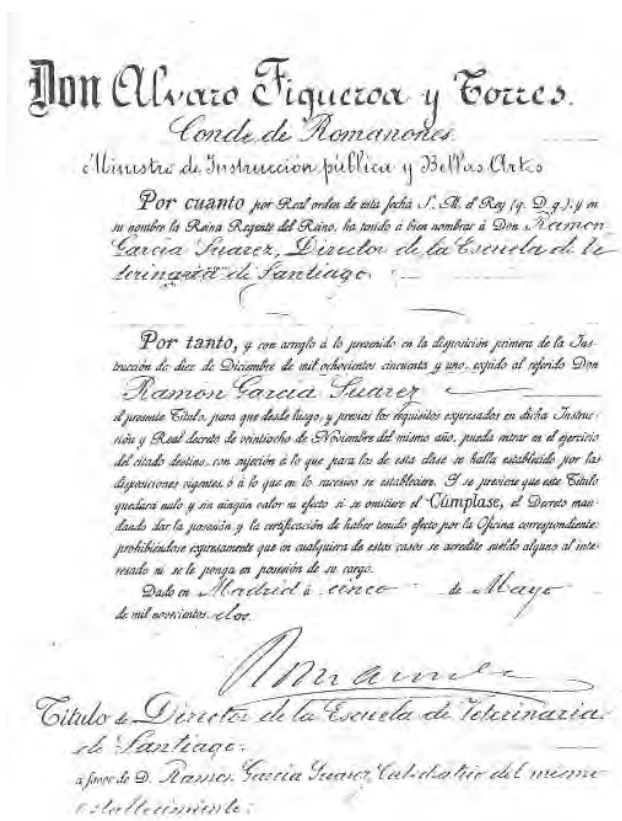 Don Alvaro Figueroa y Torres.
Conde de Romanones.
Ministro de Instrucción pública y Bellas Artes
Por cuanto por Real orden de esta fecha S. M. el Rey (q. D. g.), y en
su nombre la Reina Regente del Reino, ha tenido á bien nombrar á Don Ramon
García Suarez, Director de la Escuela de Ve-
terinaria de Santiago.
Por tanto, y con arreglo á lo prevenido en la disposición primera de la Ins-
trucción de diez de Diciembre de mil ochocientos cincuenta y uno, expido al referido Don
Ramón García Suarez
el presente Título, para que desde luego, y previos los requisitos expresados en dicha Instruc-
ción y Real decreto de veintiocho de Noviembre del mismo año, pueda entrar en el ejercicio
del citado destino, con sujeción á lo que para los de esta clase se halla establecido por las
disposiciones vigentes, ó á lo que en lo sucesivo se estableciere. Y se previene que este Título
quedará nulo y sin ningún valor ni efecto si se omitiere el Cúmplase, el Decreto man-
dando dar la posesión y la certificación de haber tenido efecto por la Oficina correspondiente:
prohibiéndose expresamente que en cualquiera de estos casos se acredite sueldo alguno al inte-
resado ni se le ponga en posesión de su cargo.
Dado en Madrid á cinco de Mayo
de mil novecientos dos.
Romanones
Título de Director de la Escuela de Veterinaria
de Santiago.
a favor de D. Ramon García Suarez, Catedratico del mismo
establecimiento.